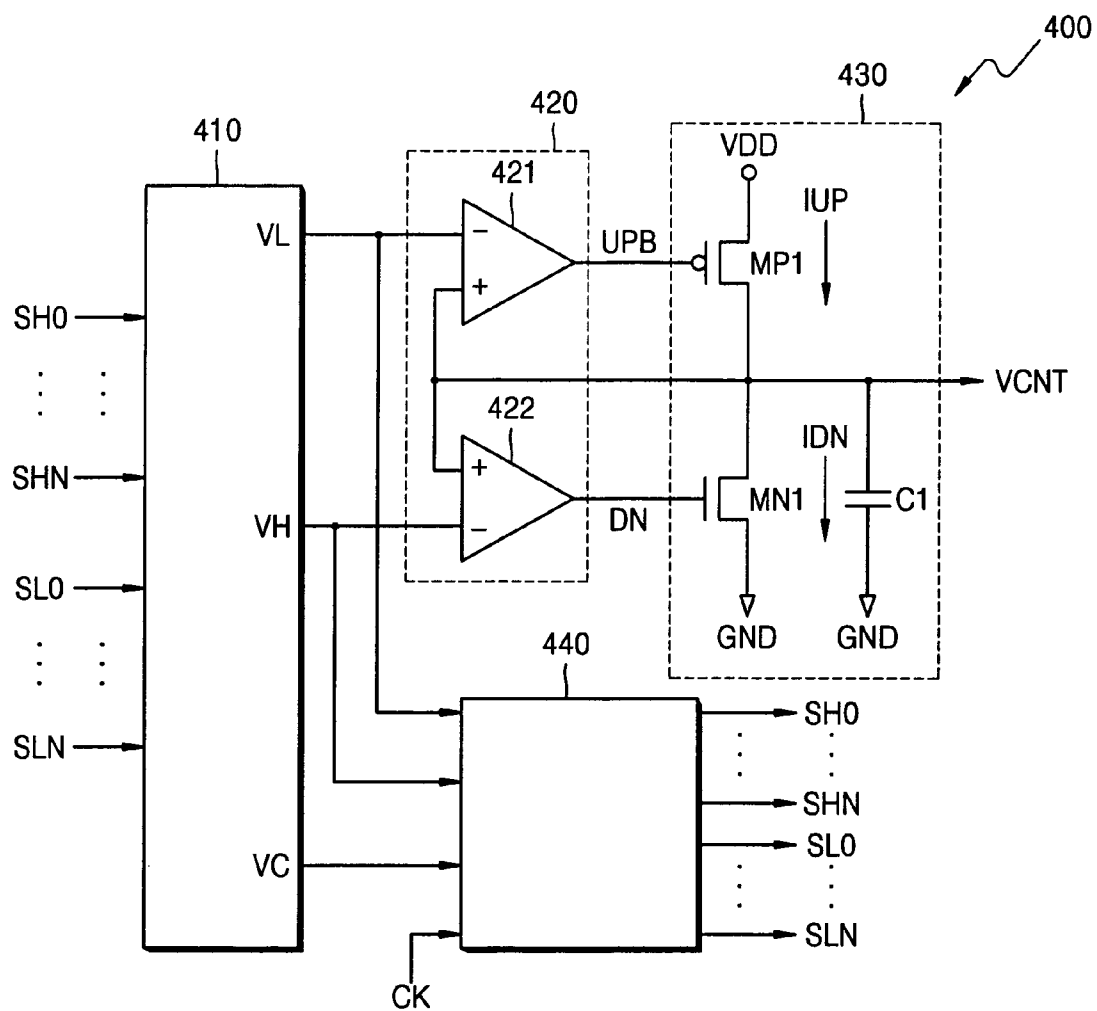 400
430
420
410
VDD
421
IUP
VL
−
UPB
MP1
+
SH0
VCNT
422
IDN
SHN
+
MN1
C1
VH
−
DN
SL0
GND
GND
440
SH0
SLN
SHN
SL0
VC
SLN
CK